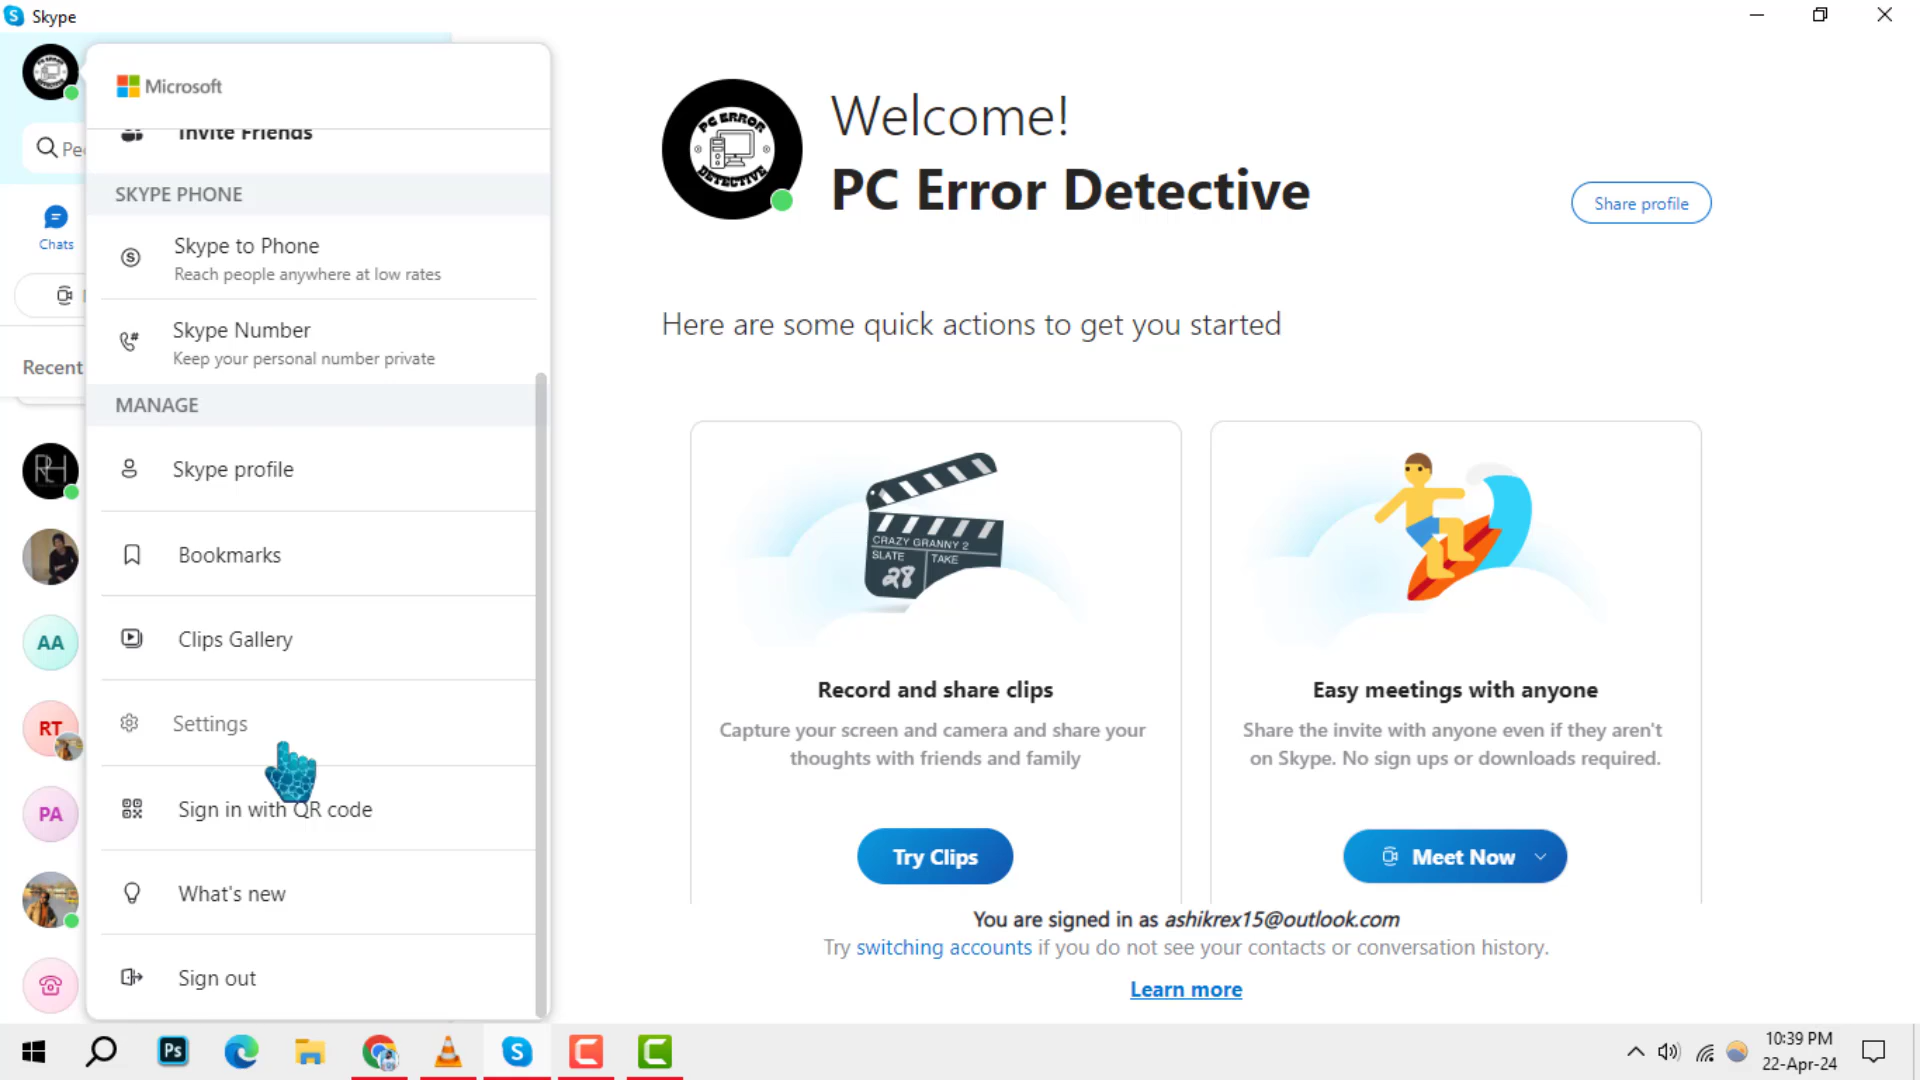 Skype
Microsoft
Invite Friends
Pe
SKYPE PHONE
Chats
Skype to Phone
Reach people anywhere at low rates
Skype Number
Keep your personal number private
Recent
MANAGE
RLH
Skype profile
Bookmarks
AA
Clips Gallery
RT
Settings
PA
Sign in with QR code
What's new
Sign out
PC ERROR
DETECTIVE
Welcome!
PC Error Detective
Share profile
Here are some quick actions to get you started
CRAZY GRANNY 2
SLATE TAKE
28
Record and share clips
Capture your screen and camera and share your
thoughts with friends and family
Try Clips
Easy meetings with anyone
Share the invite with anyone even if they aren't
on Skype. No sign ups or downloads required.
Meet Now
You are signed in as ashikrex15@outlook.com
Try switching accounts if you do not see your contacts or conversation history.
Learn more
Ps
10:39 PM
22-Apr-24